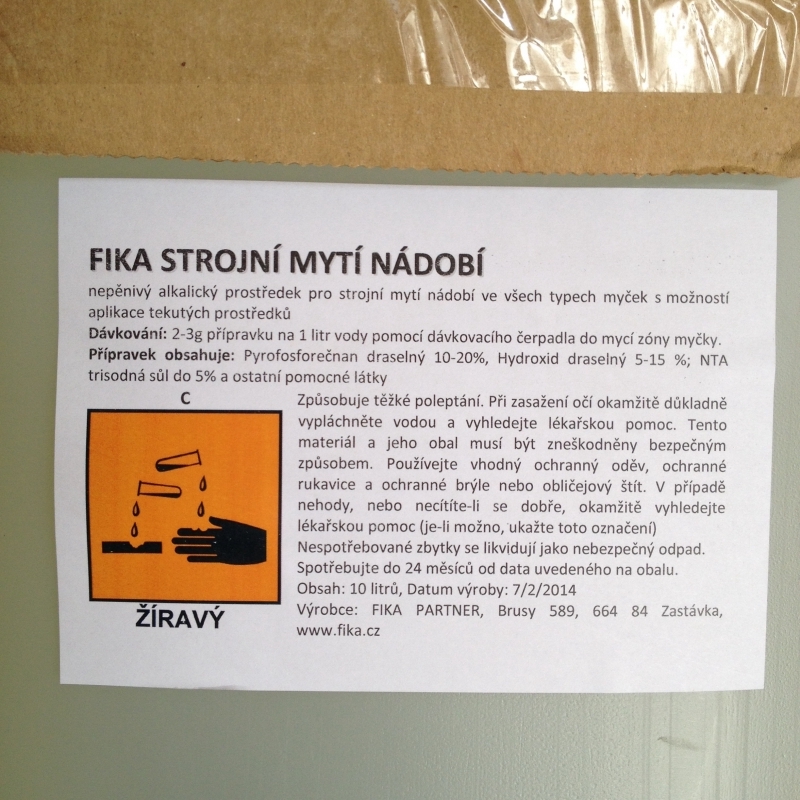 FIKA STROJNÍ MYTÍ NÁDOBÍ
nepěnivý alkalický prostředek pro strojní mytí nádobí ve všech typech myček s možností
aplikace tekutých prostředků
Dávkování: 2-3g přípravku na 1 litr vody pomocí dávkovacího čerpadla do mycí zóny myčky.
Přípravek obsahuje: Pyrofosforečnan draselný 10-20%, Hydroxid draselný 5-15 %; NTA
trisodná sůl do 5% a ostatní pomocné látky
C
Způsobuje těžké poleptání. Při zasažení očí okamžitě důkladně
vypláchněte vodou a vyhledejte lékařskou pomoc. Tento
materiál a jeho obal musí být zneškodněny bezpečným
způsobem. Používejte vhodný ochranný oděv, ochranné
rukavice a ochranné brýle nebo obličejový štít. V případě
nehody, nebo necítíte-li se dobře, okamžitě vyhledejte
lékařskou pomoc (je-li možno, ukažte toto označení)
Nespotřebované zbytky se likvidují jako nebezpečný odpad.
Spotřebujte do 24 měsíců od data uvedeného na obalu.
Obsah: 10 litrů, Datum výroby: 7/2/2014
Výrobce: FIKA PARTNER, Brusy 589, 664 84 Zastávka,
www.fika.cz
ŽÍRAVÝ